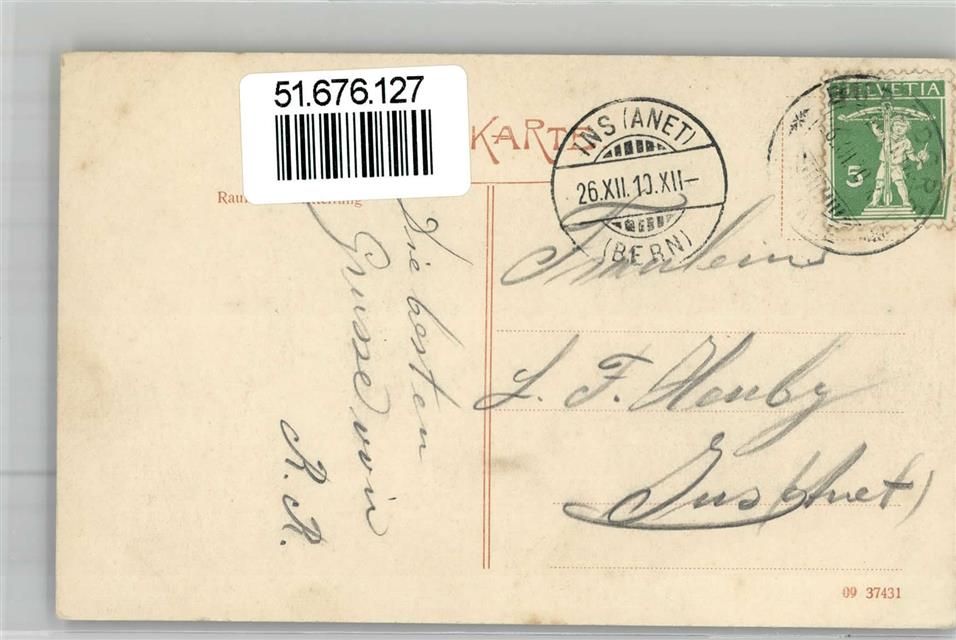 51.676.127
KARTE
INS (ANET)
26.XII.10.XII-
(BERN)
HELVETIA
5
Die besten
Grüsse von
R. R.
Fräulein
L. F. Hauby
Ins (Anet)
09 37431